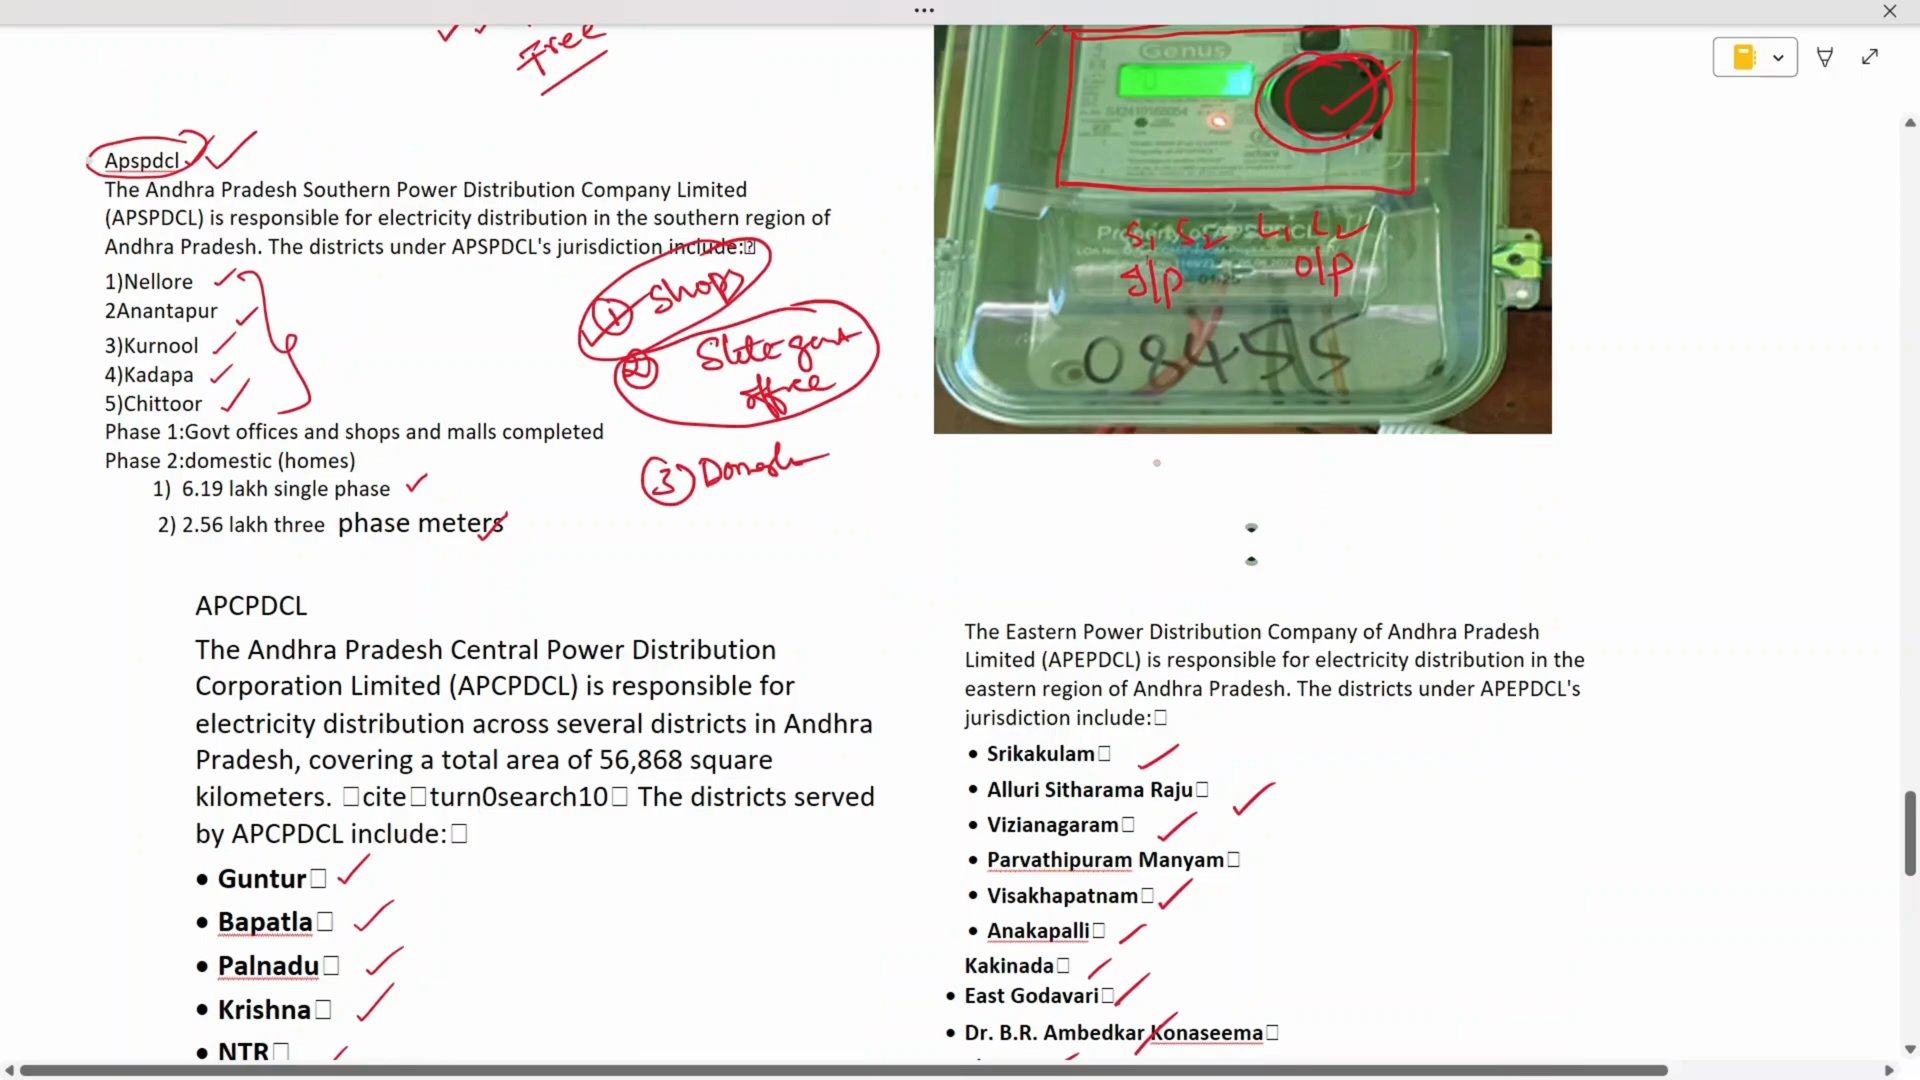 ...
Free
Apspdcl
The Andhra Pradesh Southern Power Distribution Company Limited
(APSPDCL) is responsible for electricity distribution in the southern region of
Andhra Pradesh. The districts under APSPDCL's jurisdiction include:
1)Nellore
2Anantapur
3)Kurnool
4)Kadapa
5)Chittoor
Phase 1:Govt offices and shops and malls completed
Phase 2:domestic (homes)
1) 6.19 lakh single phase
2) 2.56 lakh three phase meters
1 shops
2 State govt
office
3
Genus
S1 S2 L1 L2
I/p O/p
01-25
08455
APCPDCL
The Andhra Pradesh Central Power Distribution
Corporation Limited (APCPDCL) is responsible for
electricity distribution across several districts in Andhra
Pradesh, covering a total area of 56,868 square
kilometers. □cite□turn0search10□ The districts served
by APCPDCL include:□
• Guntur□
• Bapatla□
• Palnadu□
• Krishna□
• NTR□
The Eastern Power Distribution Company of Andhra Pradesh
Limited (APEPDCL) is responsible for electricity distribution in the
eastern region of Andhra Pradesh. The districts under APEPDCL's
jurisdiction include:□
• Srikakulam□
• Alluri Sitharama Raju□
• Vizianagaram□
• Parvathipuram Manyam□
• Visakhapatnam□
• Anakapalli□
Kakinada□
• East Godavari□
• Dr. B.R. Ambedkar Konaseema□